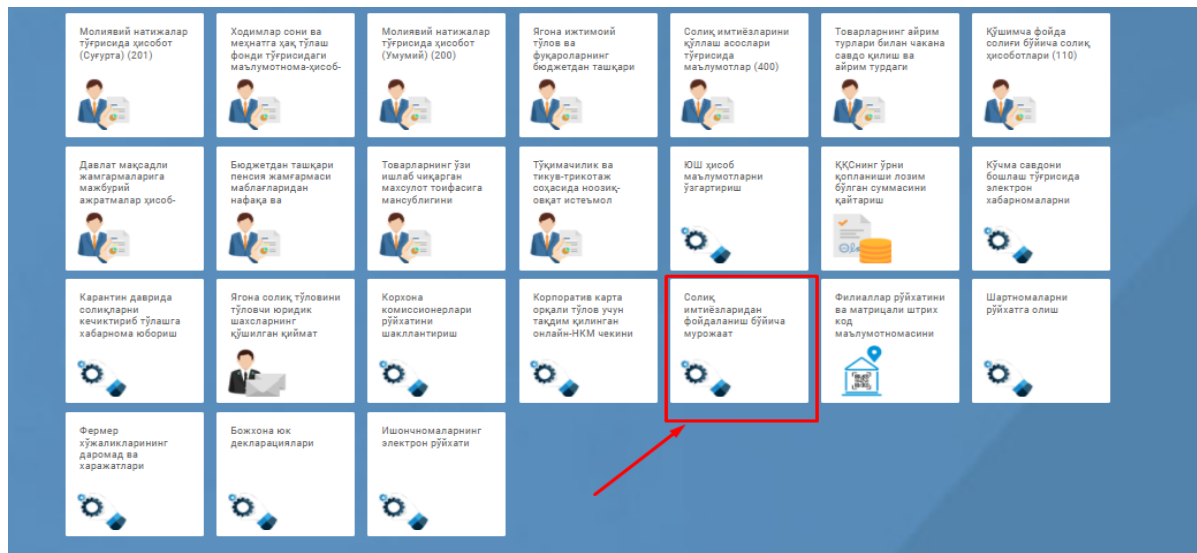 Молиявий натижалар
тўғрисида ҳисобот
(Суғурта) (201)
Ходимлар сони ва
меҳнатга ҳақ тўлаш
фонди тўғрисидаги
маълумотнома-ҳисоб-
Молиявий натижалар
тўғрисида ҳисобот
(Умумий) (200)
Ягона ижтимоий
тўлов ва
фуқароларнинг
бюджетдан ташқари
Солиқ имтиёзларини
қўллаш асослари
тўғрисида
маълумотлар (400)
Товарларнинг айрим
турлари билан чакана
савдо қилиш ва
айрим турдаги
Қўшимча фойда
солиғи бўйича солиқ
ҳисоботлари (110)
Давлат мақсадли
жамғармаларига
мажбурий
ажратмалар ҳисоб-
Бюджетдан ташқари
пенсия жамғармаси
маблағларидан
нафақа ва
Товарларнинг ўзи
ишлаб чиқарган
махсулот тоифасига
мансублигини
Тўқимачилик ва
тикув-трикотаж
соҳасида ноозиқ-
овқат истеъмол
ЮШ ҳисоб
маълумотларни
ўзгартириш
ҚҚСнинг ўрни
қопланиши лозим
бўлган суммасини
қайтариш
Кўчма савдони
бошлаш тўғрисида
электрон
хабарномаларни
Карантин даврида
солиқларни
кечиктириб тўлашга
хабарнома юбориш
Ягона солиқ тўловини
тўловчи юридик
шахсларнинг
қўшилган қиймат
Корхона
комиссионерлари
рўйхатини
шакллантириш
Корпоратив карта
орқали тўлов учун
тақдим қилинган
онлайн-НКМ чекини
Солиқ
имтиёзларидан
фойдаланиш бўйича
мурожаат
Филиаллар рўйхатини
ва матрицали штрих
код
маълумотномасини
Шартномаларни
рўйхатга олиш
Фермер
хўжаликларининг
даромад ва
харажатлари
Божхона юк
декларациялари
Ишончномаларнинг
электрон рўйхати